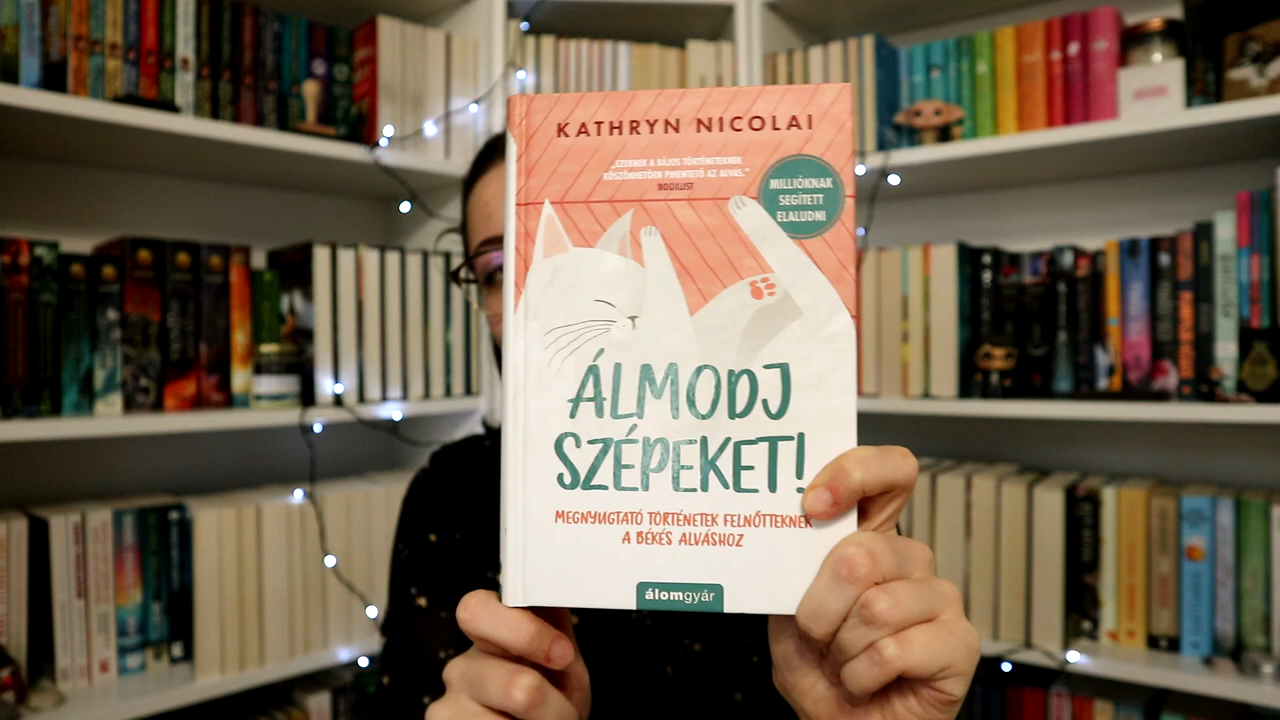 KATHRYN NICOLAI
„EZEKNEK A BÁJOS TÖRTÉNETEKNEK
KÖSZÖNHETŐEN PIHENTETŐ AZ ALVÁS.”
BOOKLIST
MILLIÓKNAK
SEGÍTETT
ELALUDNI
ÁLMODJ
SZÉPEKET!
MEGNYUGTATÓ TÖRTÉNETEK FELNŐTTEKNEK
A BÉKÉS ALVÁSHOZ
álomgyár